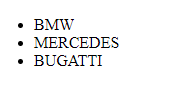 • BMW
• MERCEDES
• BUGATTI